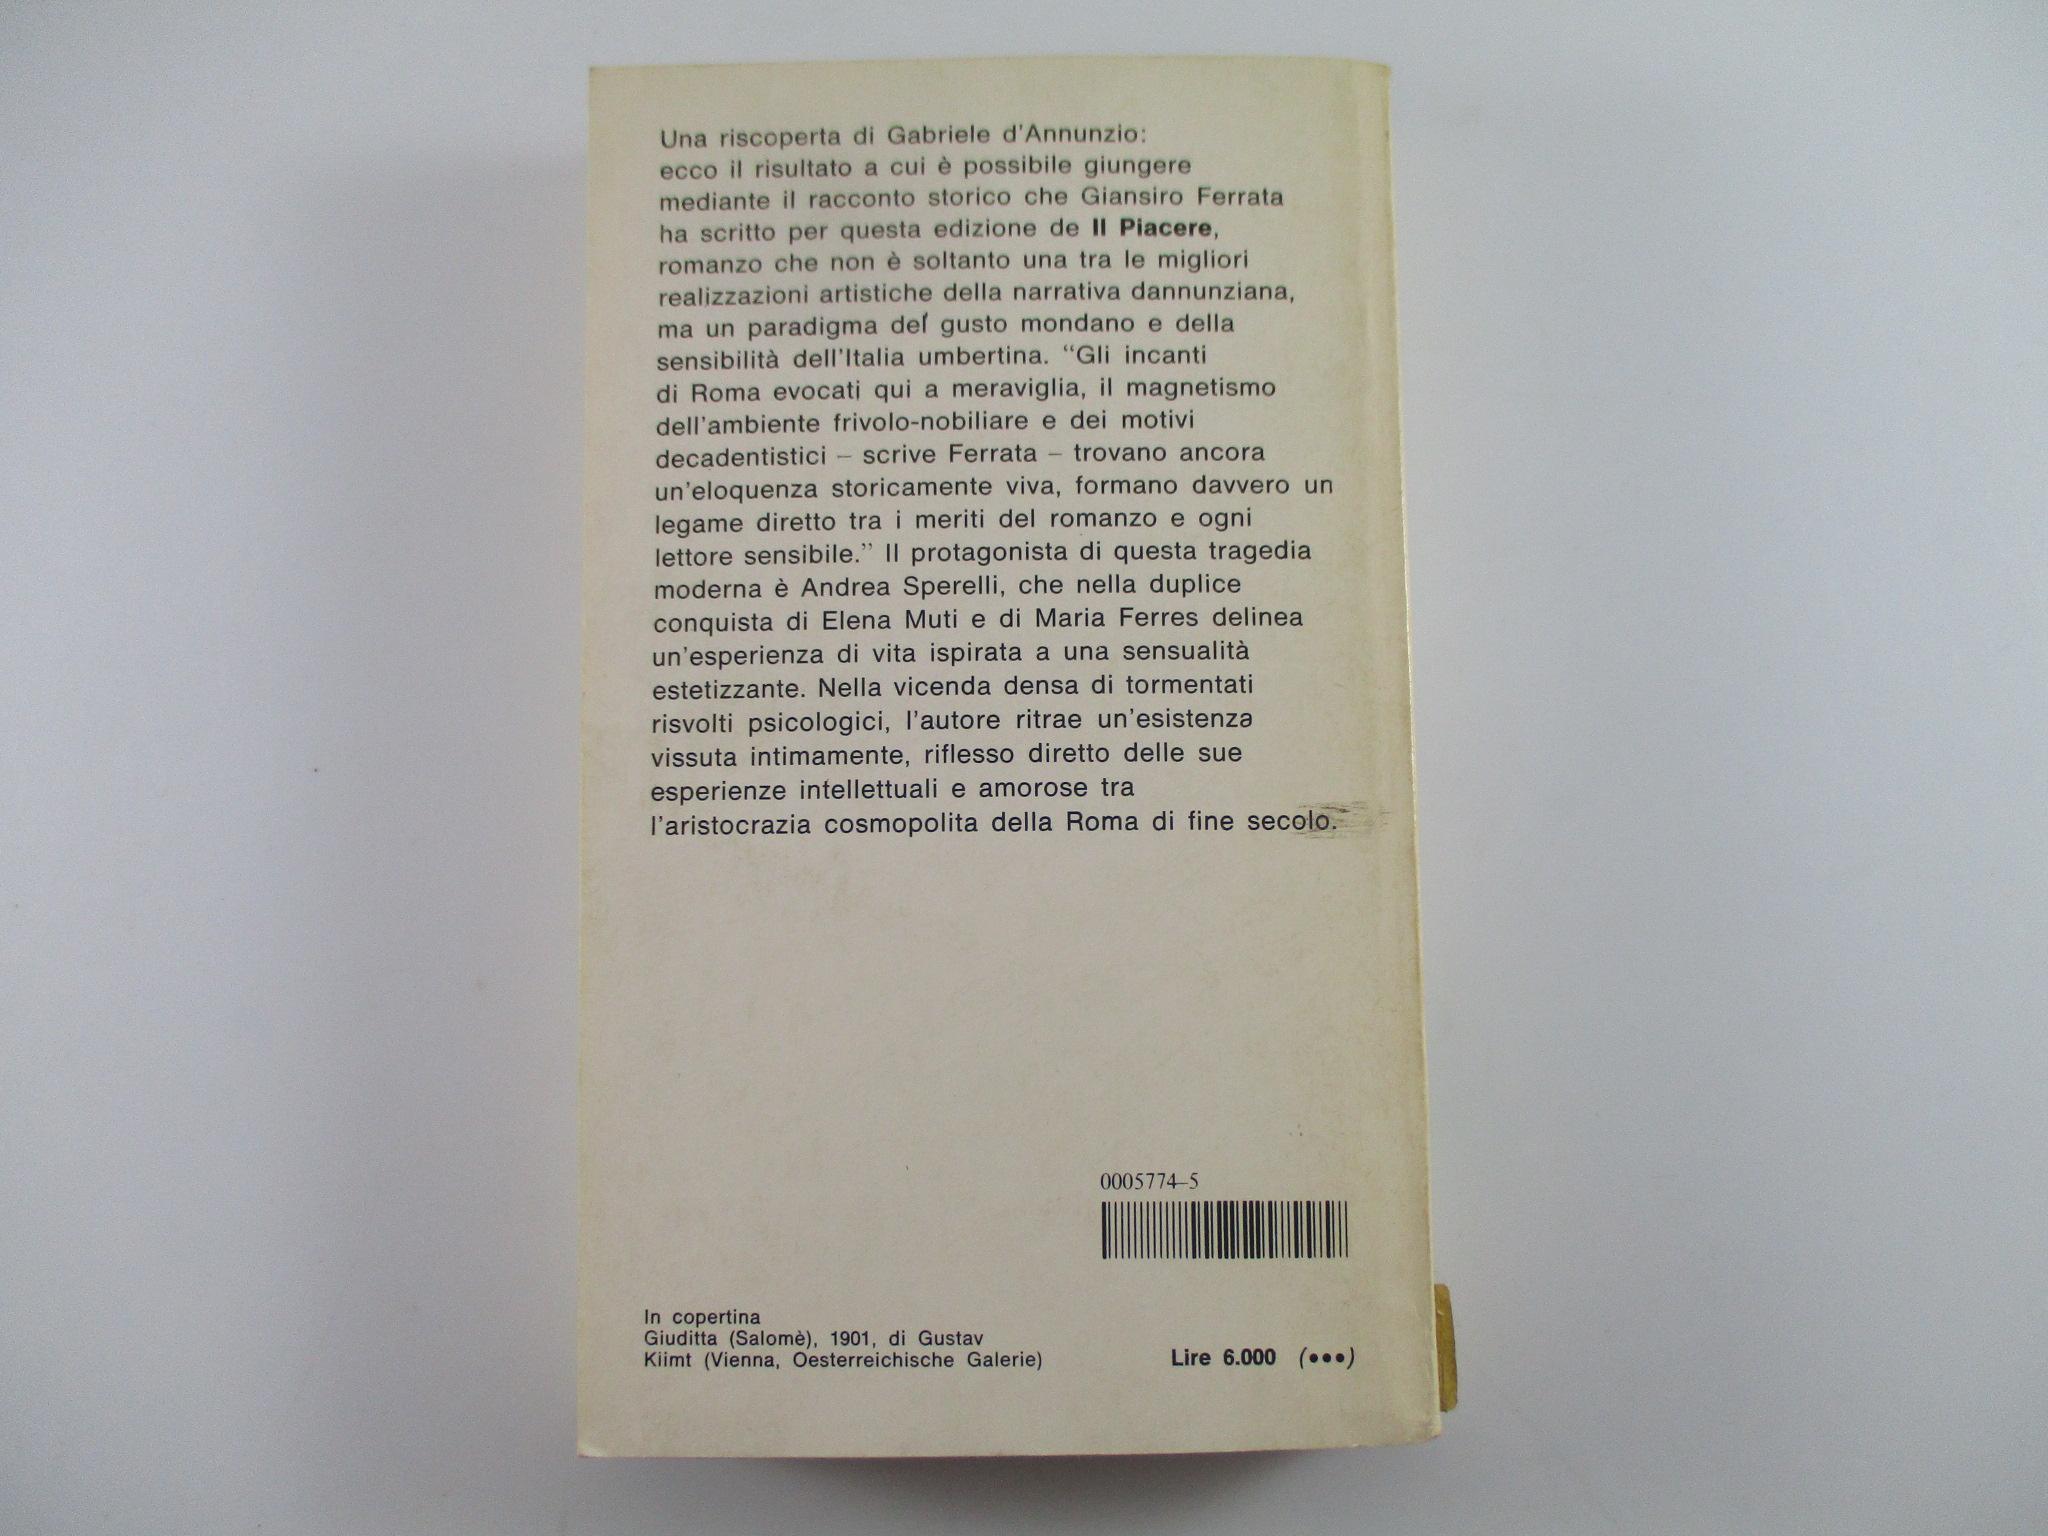 Una riscoperta di Gabriele d'Annunzio:
ecco il risultato a cui è possibile giungere
mediante il racconto storico che Giansiro Ferrata
ha scritto per questa edizione de Il Piacere,
romanzo che non è soltanto una tra le migliori
realizzazioni artistiche della narrativa dannunziana,
ma un paradigma del gusto mondano e della
sensibilità dell'Italia umbertina. “Gli incanti
di Roma evocati qui a meraviglia, il magnetismo
dell'ambiente frivolo-nobiliare e dei motivi
decadentistici – scrive Ferrata – trovano ancora
un'eloquenza storicamente viva, formano davvero un
legame diretto tra i meriti del romanzo e ogni
lettore sensibile.” Il protagonista di questa tragedia
moderna è Andrea Sperelli, che nella duplice
conquista di Elena Muti e di Maria Ferres delinea
un'esperienza di vita ispirata a una sensualità
estetizzante. Nella vicenda densa di tormentati
risvolti psicologici, l'autore ritrae un'esistenza
vissuta intimamente, riflesso diretto delle sue
esperienze intellettuali e amorose tra
l'aristocrazia cosmopolita della Roma di fine secolo.
0005774–5
In copertina
Giuditta (Salomè), 1901, di Gustav
Kiimt (Vienna, Oesterreichische Galerie)
Lire 6.000 (•••)